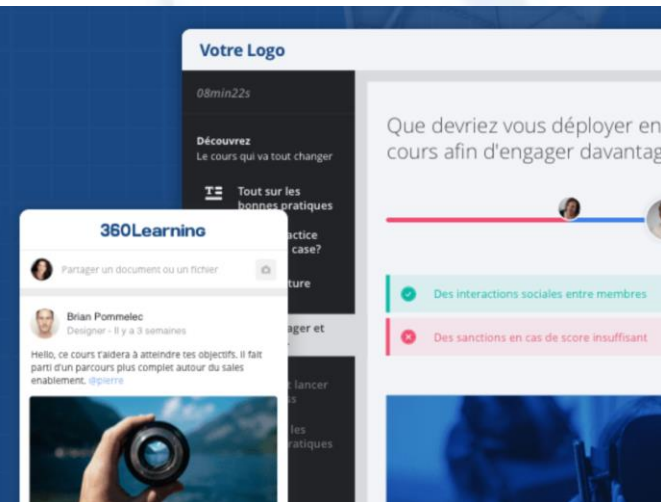 Votre Logo
08min22s
Découvrez
Le cours qui va tout changer
Tout sur les
bonnes pratiques
actice
case?
ture
ager et
lancer
ss
les
ratiques
Que devriez vous déployer en
cours afin d'engager davantag
Des interactions sociales entre membres
Des sanctions en cas de score insuffisant
360Learning
Partager un document ou un fichier
Brian Pommelec
Designer - Il y a 3 semaines
Hello, ce cours t'aidera à atteindre tes objectifs. Il fait
parti d'un parcours plus complet autour du sales
enablement. @pierre